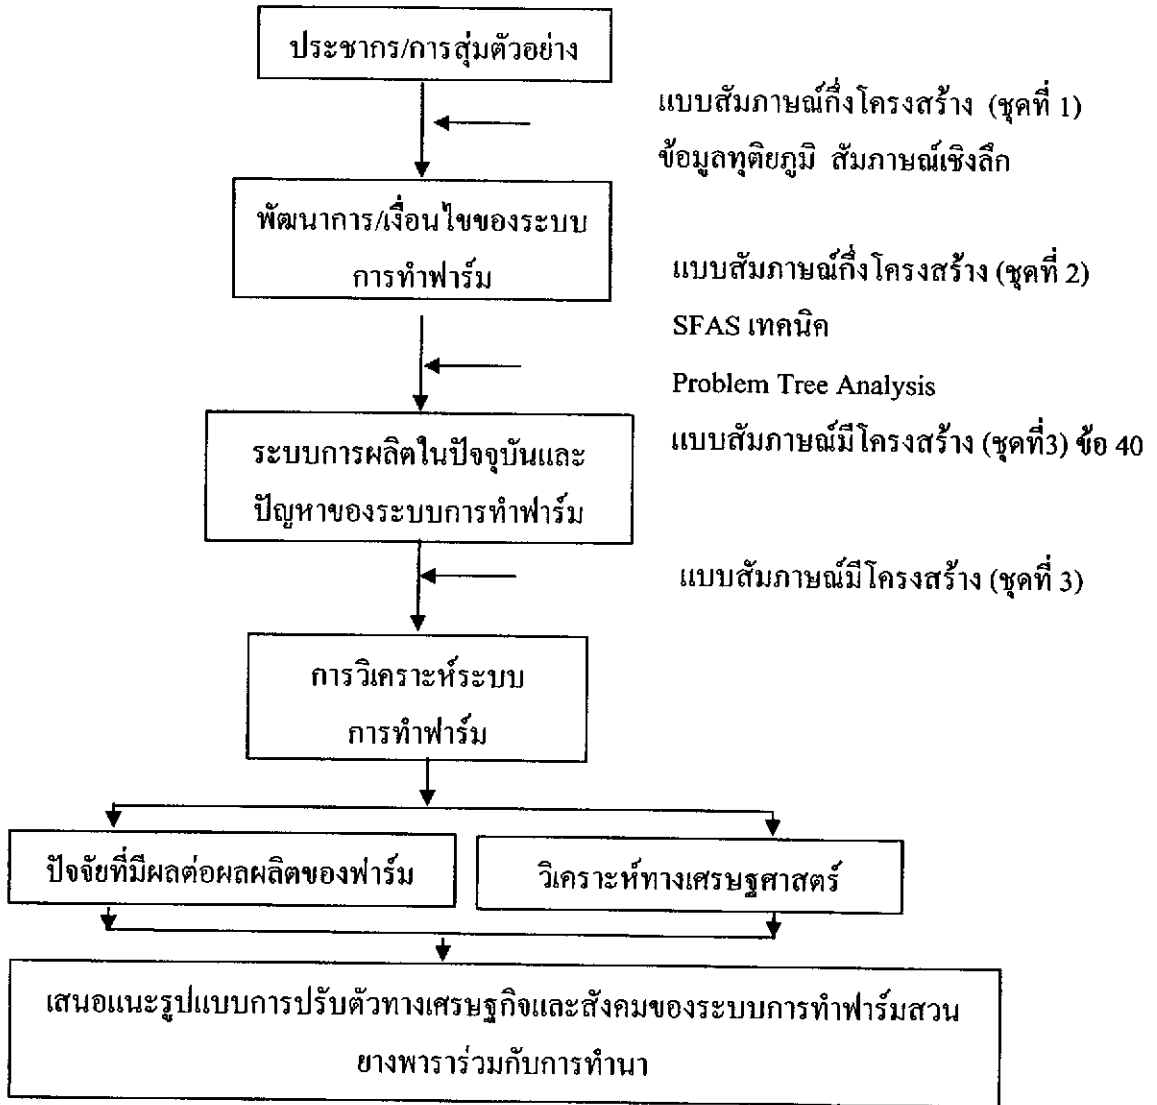 ประชากร/การสุ่มตัวอย่าง
แบบสัมภาษณ์กึ่งโครงสร้าง (ชุดที่ 1)
ข้อมูลทุติยภูมิ สัมภาษณ์เชิงลึก
พัฒนาการ/เงื่อนไขของระบบ
การทำฟาร์ม
แบบสัมภาษณ์กึ่งโครงสร้าง (ชุดที่ 2)
SFAS เทคนิค
Problem Tree Analysis
แบบสัมภาษณ์มีโครงสร้าง (ชุดที่3) ข้อ 40
ระบบการผลิตในปัจจุบันและ
ปัญหาของระบบการทำฟาร์ม
แบบสัมภาษณ์มีโครงสร้าง (ชุดที่ 3)
การวิเคราะห์ระบบ
การทำฟาร์ม
ปัจจัยที่มีผลต่อผลผลิตของฟาร์ม
วิเคราะห์ทางเศรษฐศาสตร์
เสนอแนะรูปแบบการปรับตัวทางเศรษฐกิจและสังคมของระบบการทำฟาร์มสวน
ยางพาราร่วมกับการทำนา